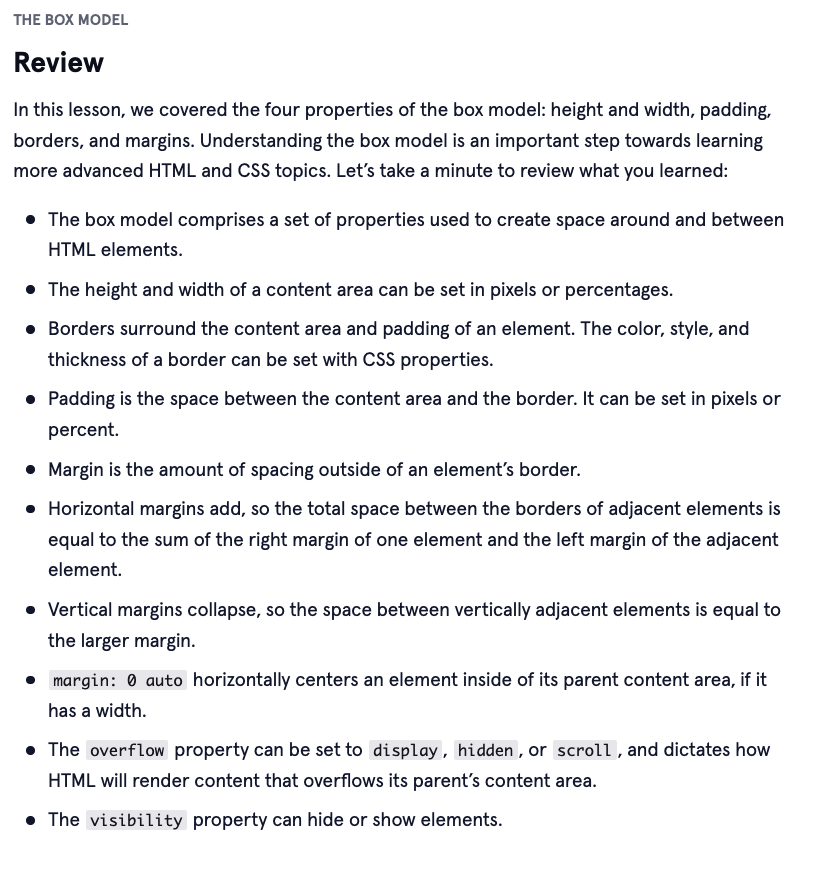 THE BOX MODEL
Review
In this lesson, we covered the four properties of the box model: height and width, padding,
borders, and margins. Understanding the box model is an important step towards learning
more advanced HTML and CSS topics. Let’s take a minute to review what you learned:
The box model comprises a set of properties used to create space around and between
HTML elements.
The height and width of a content area can be set in pixels or percentages.
Borders surround the content area and padding of an element. The color, style, and
thickness of a border can be set with CSS properties.
Padding is the space between the content area and the border. It can be set in pixels or
percent.
Margin is the amount of spacing outside of an element’s border.
Horizontal margins add, so the total space between the borders of adjacent elements is
equal to the sum of the right margin of one element and the left margin of the adjacent
element.
Vertical margins collapse, so the space between vertically adjacent elements is equal to
the larger margin.
margin: 0 auto horizontally centers an element inside of its parent content area, if it
has a width.
The overflow property can be set to display, hidden, or scroll, and dictates how
HTML will render content that overflows its parent’s content area.
The visibility property can hide or show elements.